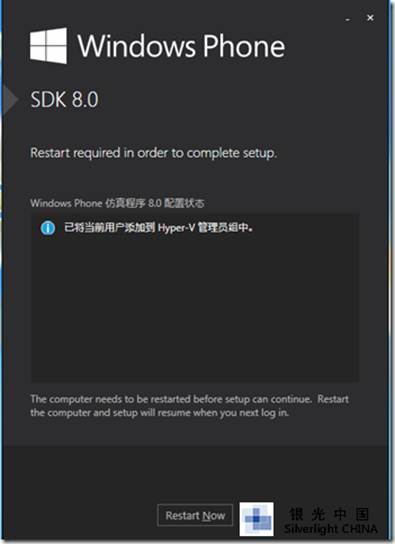 Windows Phone
SDK 8.0
Restart required in order to complete setup.
Windows Phone 仿真程序 8.0 配置状态
已将当前用户添加到 Hyper-V 管理员组中。
The computer needs to be restarted before setup can continue. Restart
the computer and setup will resume when you next log in.
Restart Now
银光中国
Silverlight CHINA